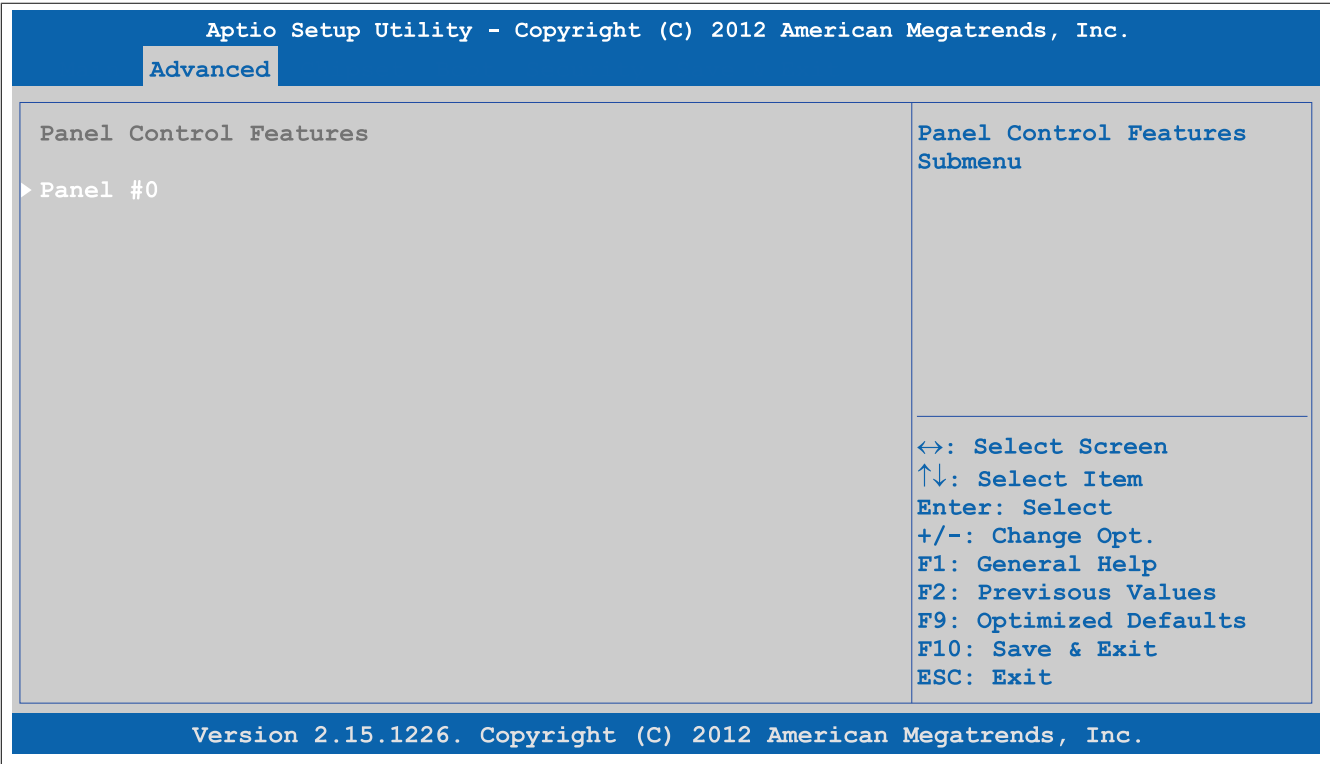 Aptio Setup Utility - Copyright (C) 2012 American Megatrends, Inc.
Advanced
Panel Control Features
Panel #0
Panel Control Features
Submenu
↔: Select Screen
↑↓: Select Item
Enter: Select
+/-: Change Opt.
F1: General Help
F2: Previsous Values
F9: Optimized Defaults
F10: Save & Exit
ESC: Exit
Version 2.15.1226. Copyright (C) 2012 American Megatrends, Inc.